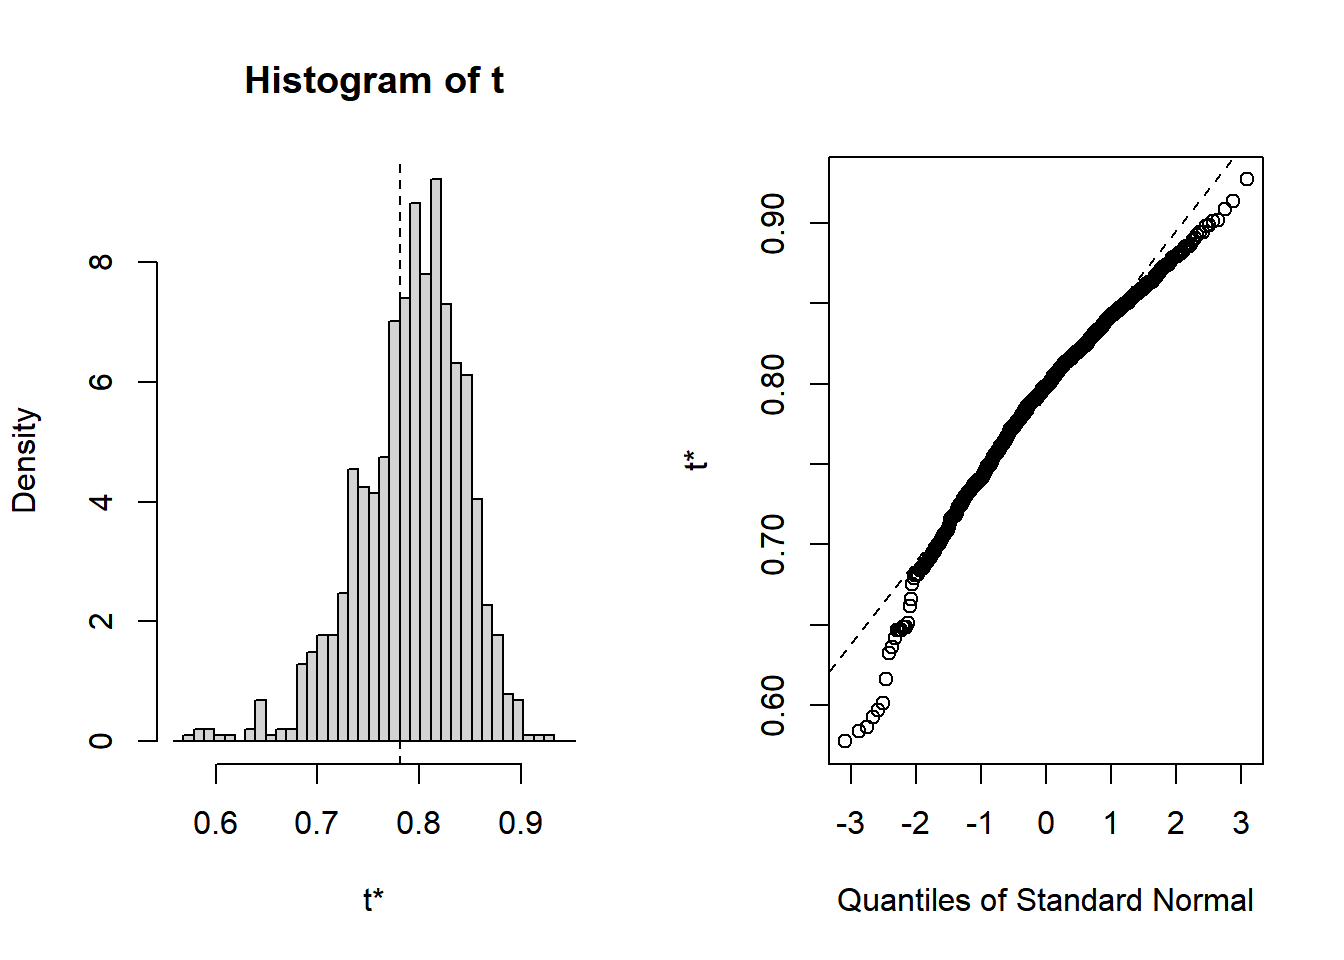 Histogram of t
Density
0 2 4 6 8
0.6 0.7 0.8 0.9
t*
t*
0.60 0.70 0.80 0.90
-3 -2 -1 0 1 2 3
Quantiles of Standard Normal